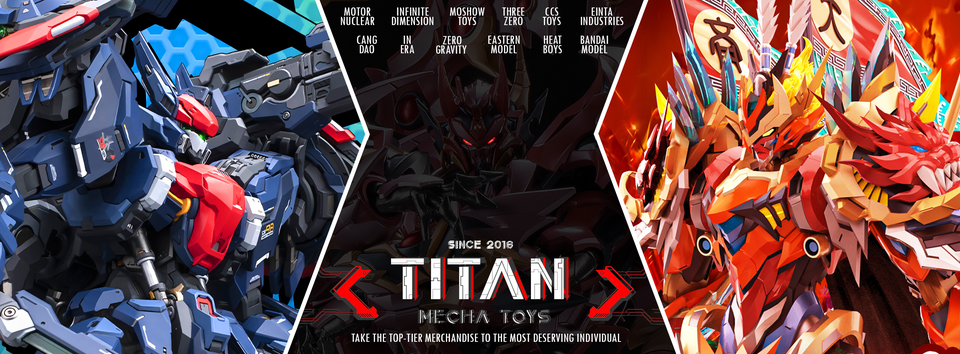 MOTOR NUCLEAR
INFINITE DIMENSION
MOSHOW TOYS
THREE ZERO
CCS TOYS
EINTA INDUSTRIES
CANG DAO
IN ERA
ZERO GRAVITY
EASTERN MODEL
HEAT BOYS
BANDAI MODEL
SINCE 2016
TITAN
MECHA TOYS
TAKE THE TOP-TIER MERCHANDISE TO THE MOST DESERVING INDIVIDUAL